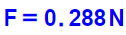 F = 0.288N